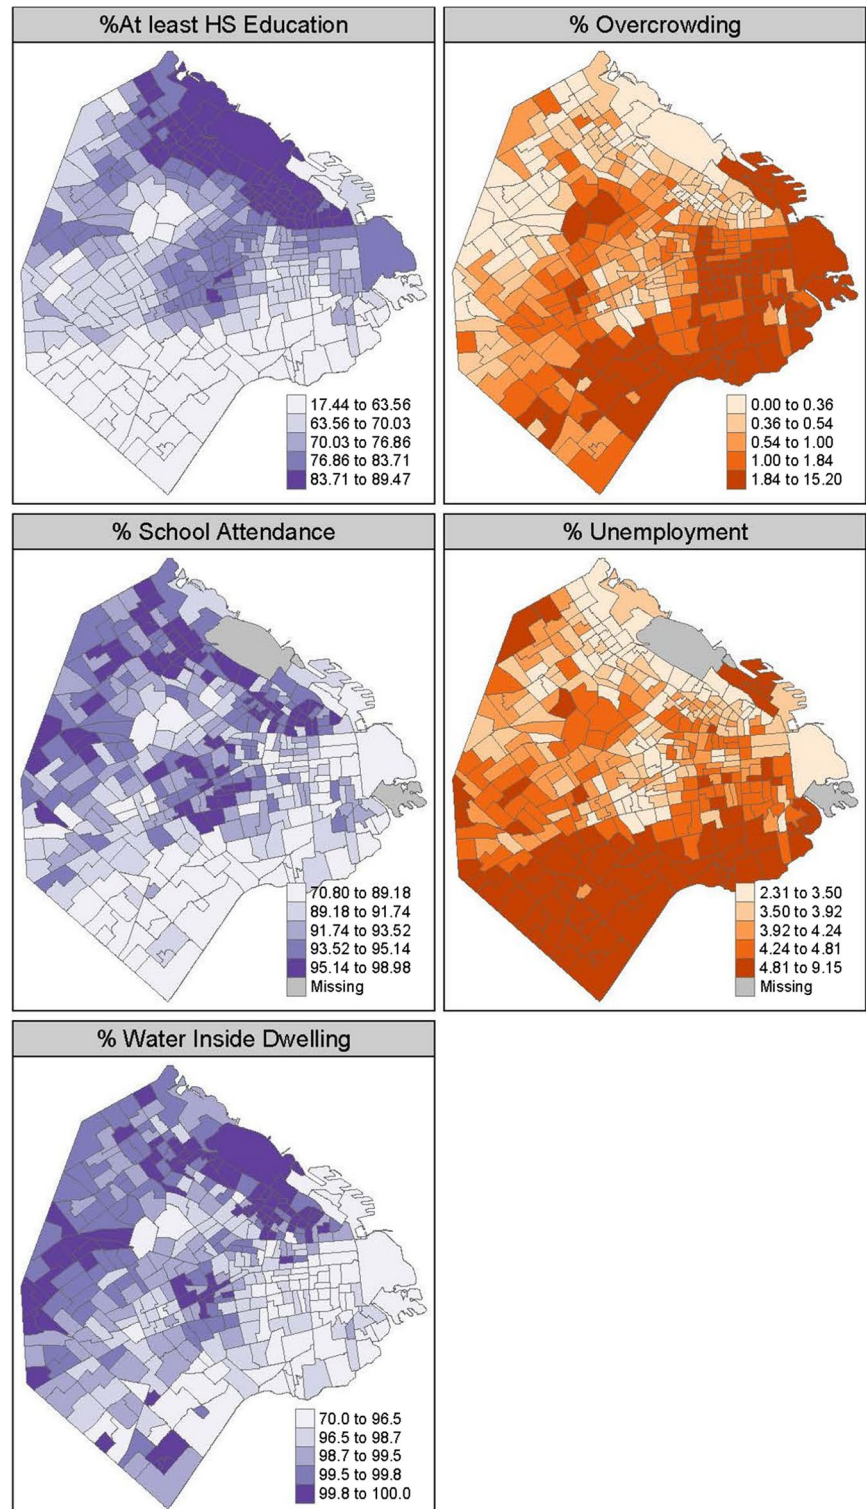 %At least HS Education
17.44 to 63.56
63.56 to 70.03
70.03 to 76.86
76.86 to 83.71
83.71 to 89.47
% Overcrowding
0.00 to 0.36
0.36 to 0.54
0.54 to 1.00
1.00 to 1.84
1.84 to 15.20
% School Attendance
70.80 to 89.18
89.18 to 91.74
91.74 to 93.52
93.52 to 95.14
95.14 to 98.98
Missing
% Unemployment
2.31 to 3.50
3.50 to 3.92
3.92 to 4.24
4.24 to 4.81
4.81 to 9.15
Missing
% Water Inside Dwelling
70.0 to 96.5
96.5 to 98.7
98.7 to 99.5
99.5 to 99.8
99.8 to 100.0